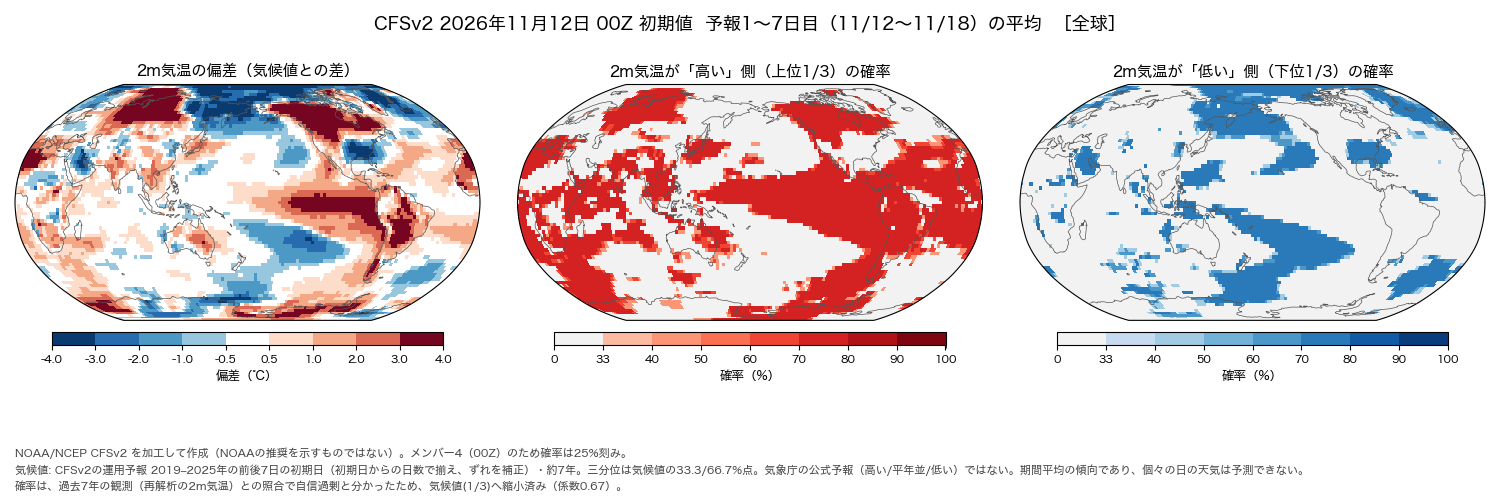 CFSv2 2026年11月12日 00Z 初期値 予報1～7日目（11/12～11/18）の平均 ［全球］
2m気温の偏差（気候値との差）
2m気温が「高い」側（上位1/3）の確率
2m気温が「低い」側（下位1/3）の確率
-4.0 -3.0 -2.0 -1.0 -0.5 0.5 1.0 2.0 3.0 4.0
偏差（℃）
0 33 40 50 60 70 80 90 100
確率（%）
0 33 40 50 60 70 80 90 100
確率（%）
NOAA/NCEP CFSv2 を加工して作成（NOAAの推奨を示すものではない）。メンバー4（00Z）のため確率は25%刻み。
気候値: CFSv2の運用予報 2019–2025年の前後7日の初期日（初期日からの日数で揃え、ずれを補正）・約7年。三分位は気候値の33.3/66.7%点。気象庁の公式予報（高い/平年並/低い）ではない。期間平均の傾向であり、個々の日の天気は予測できない。
確率は、過去7年の観測（再解析の2m気温）との照合で自信過剰と分かったため、気候値(1/3)へ縮小済み（係数0.67）。